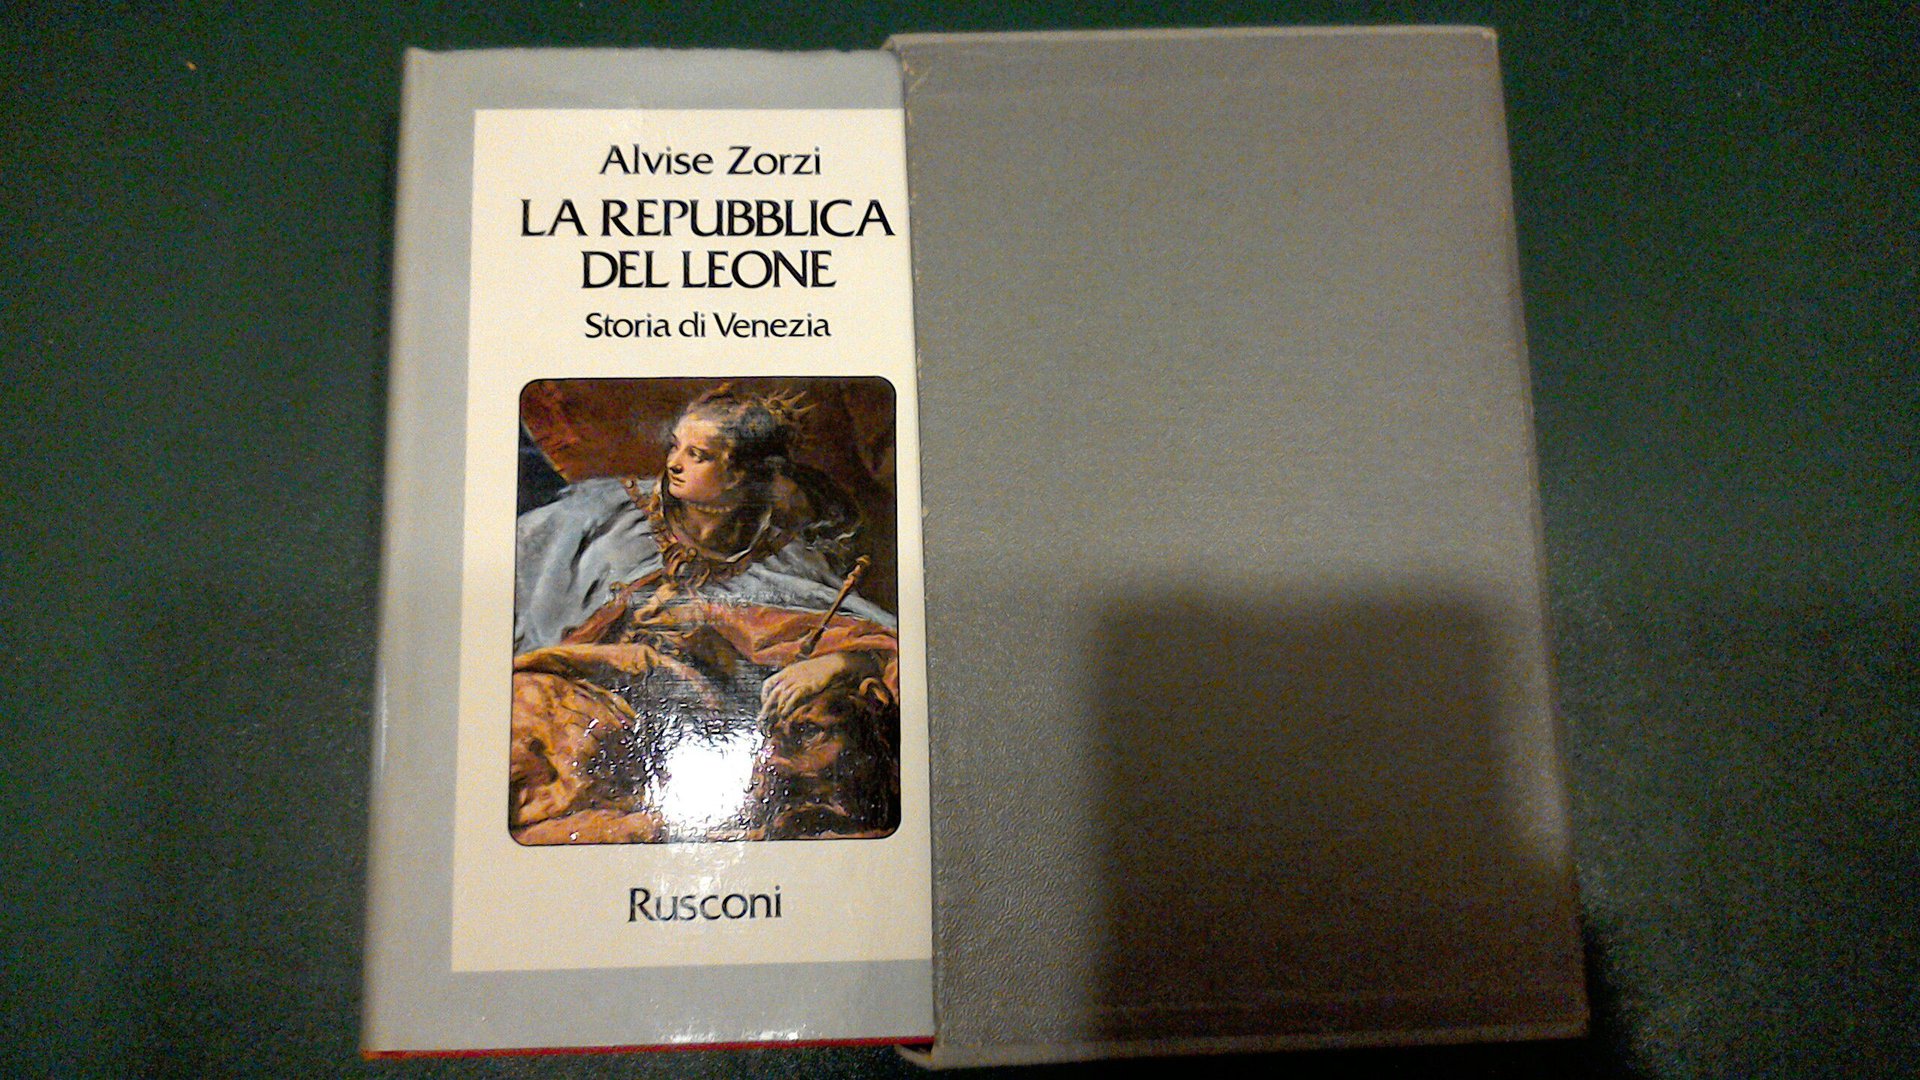 Alvise Zorzi
LA REPUBBLICA
DEL LEONE
Storia di Venezia
Rusconi